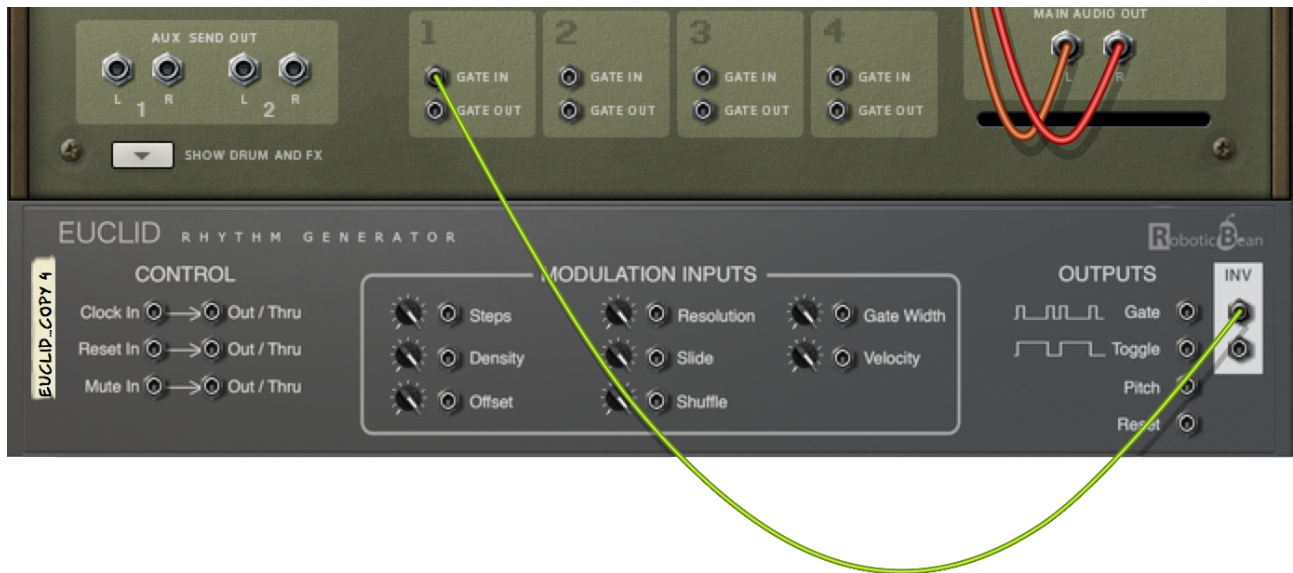 MAIN AUDIO OUT
AUX SEND OUT
1 2 3 4
GATE IN GATE IN GATE IN GATE IN
L R L R
L R
1 2
GATE OUT GATE OUT GATE OUT GATE OUT
SHOW DRUM AND FX
EUCLID RHYTHM GENERATOR
RoboticBean
EUCLID_COPY 4
CONTROL
Clock In Out / Thru
Reset In Out / Thru
Mute In Out / Thru
MODULATION INPUTS
Steps Resolution Gate Width
Density Slide Velocity
Offset Shuffle
OUTPUTS INV
Gate
Toggle
Pitch
Reset